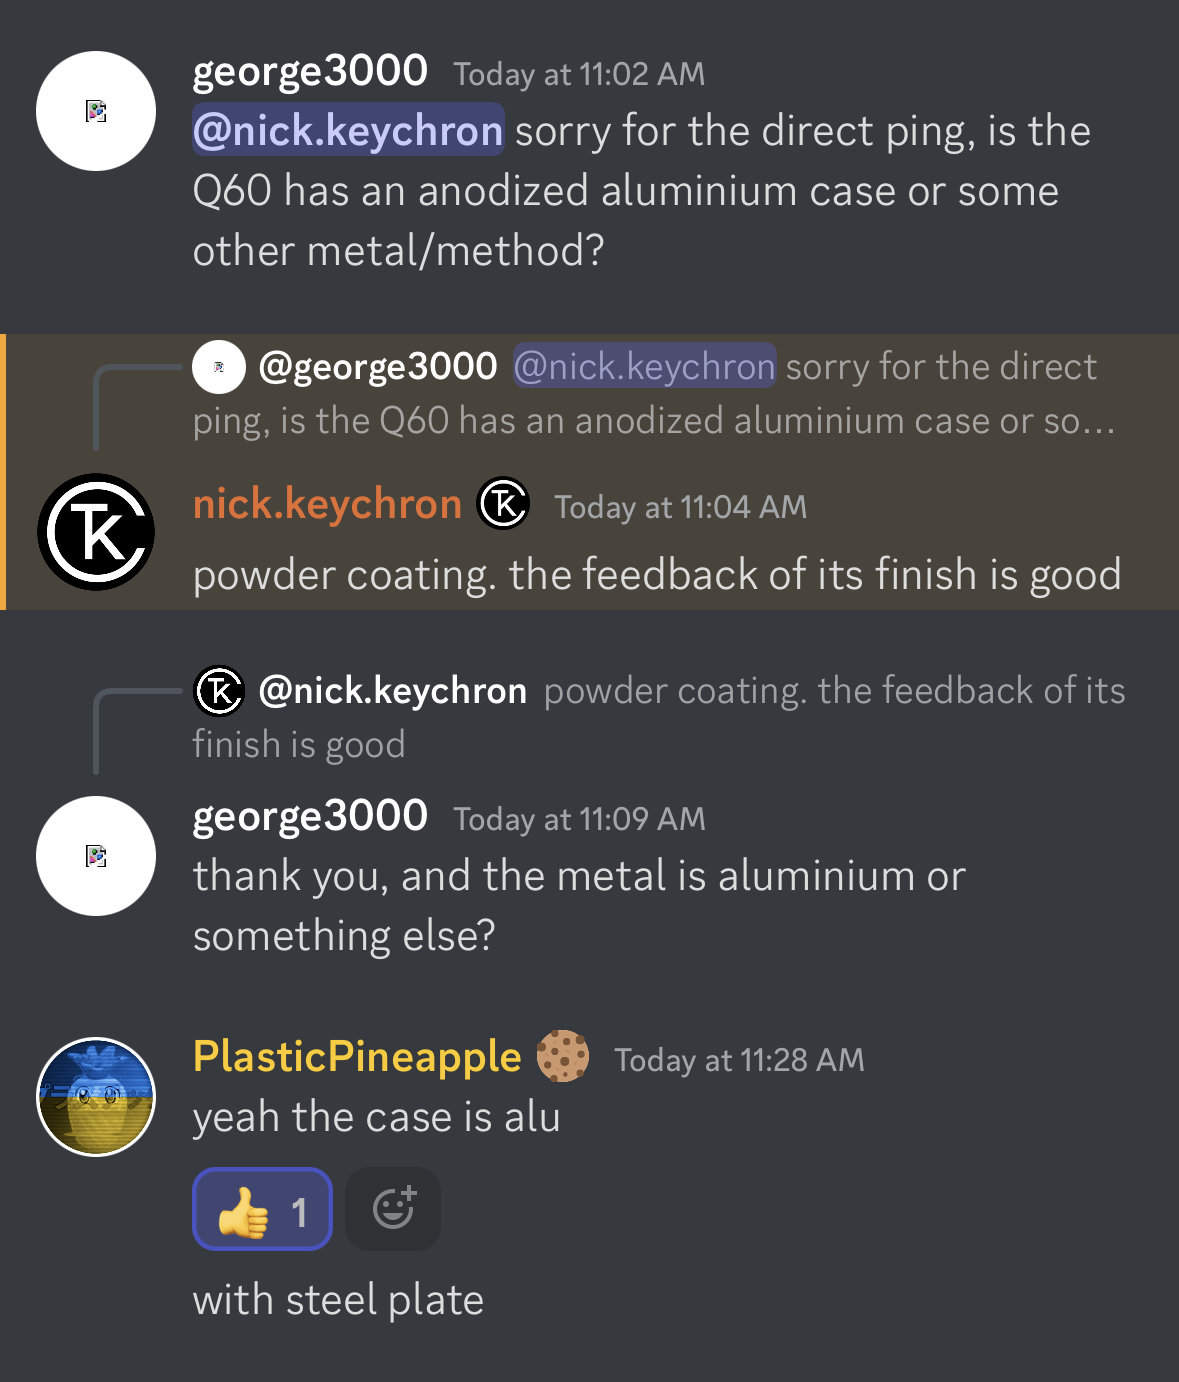 george3000 Today at 11:02 AM
@nick.keychron sorry for the direct ping, is the
Q60 has an anodized aluminium case or some
other metal/method?
@george3000 @nick.keychron sorry for the direct
ping, is the Q60 has an anodized aluminium case or so...
nick.keychron TK Today at 11:04 AM
powder coating. the feedback of its finish is good
@nick.keychron powder coating. the feedback of its
finish is good
george3000 Today at 11:09 AM
thank you, and the metal is aluminium or
something else?
PlasticPineapple Today at 11:28 AM
yeah the case is alu
1
with steel plate